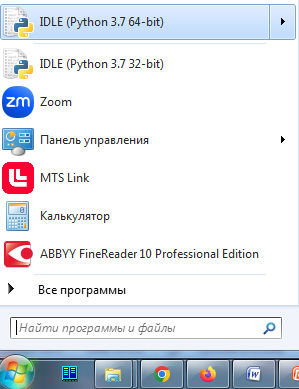 IDLE (Python 3.7 64-bit)
IDLE (Python 3.7 32-bit)
zm Zoom
Панель управления
MTS Link
Калькулятор
ABBYY FineReader 10 Professional Edition
Все программы
Найти программы и файлы